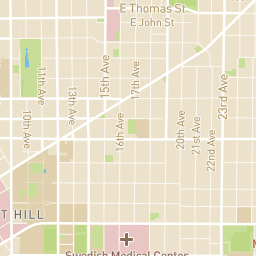 E Thomas St
E John St
15th Ave
17th Ave
11th Ave
13th Ave
10th Ave
16th Ave
20th Ave
21st Ave
22nd Ave
23rd Ave
T HILL
Swedish Medical Center